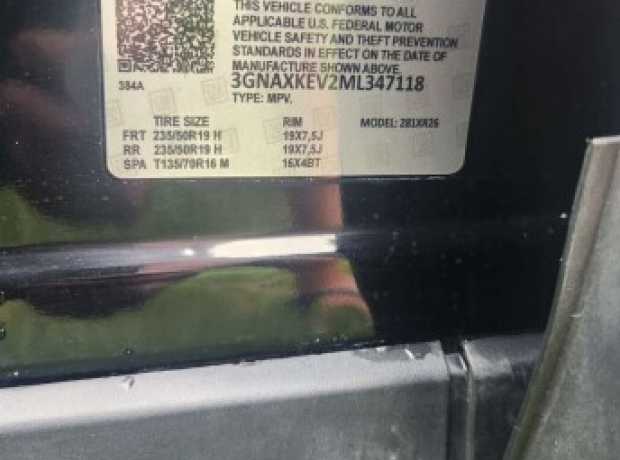 THIS VEHICLE CONFORMS TO ALL
APPLICABLE U.S. FEDERAL MOTOR
VEHICLE SAFETY AND THEFT PREVENTION
STANDARDS IN EFFECT ON THE DATE OF
MANUFACTURE SHOWN ABOVE.
384A 3GNAXKEV2ML347118
TYPE: MPV.
TIRE SIZE RIM MODEL: 281XR26
FRT 235/50R19 H 19X7,5J
RR 235/50R19 H 19X7,5J
SPA T135/70R16 M 16X4BT